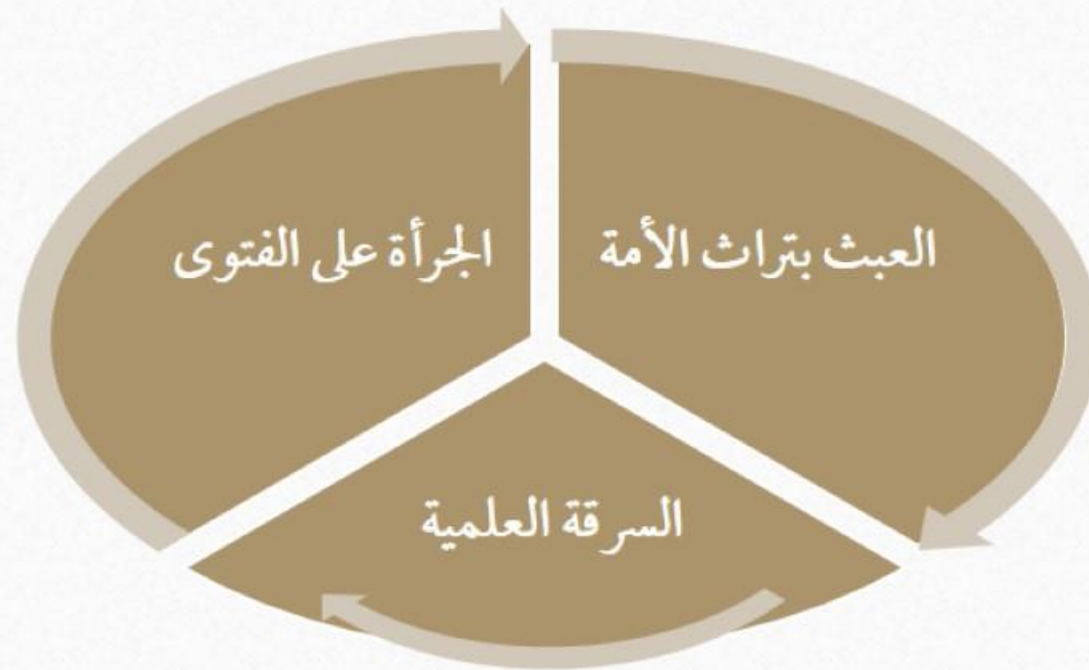 العبث بتراث الأمة
الجرأة على الفتوى
السرقة العلمية